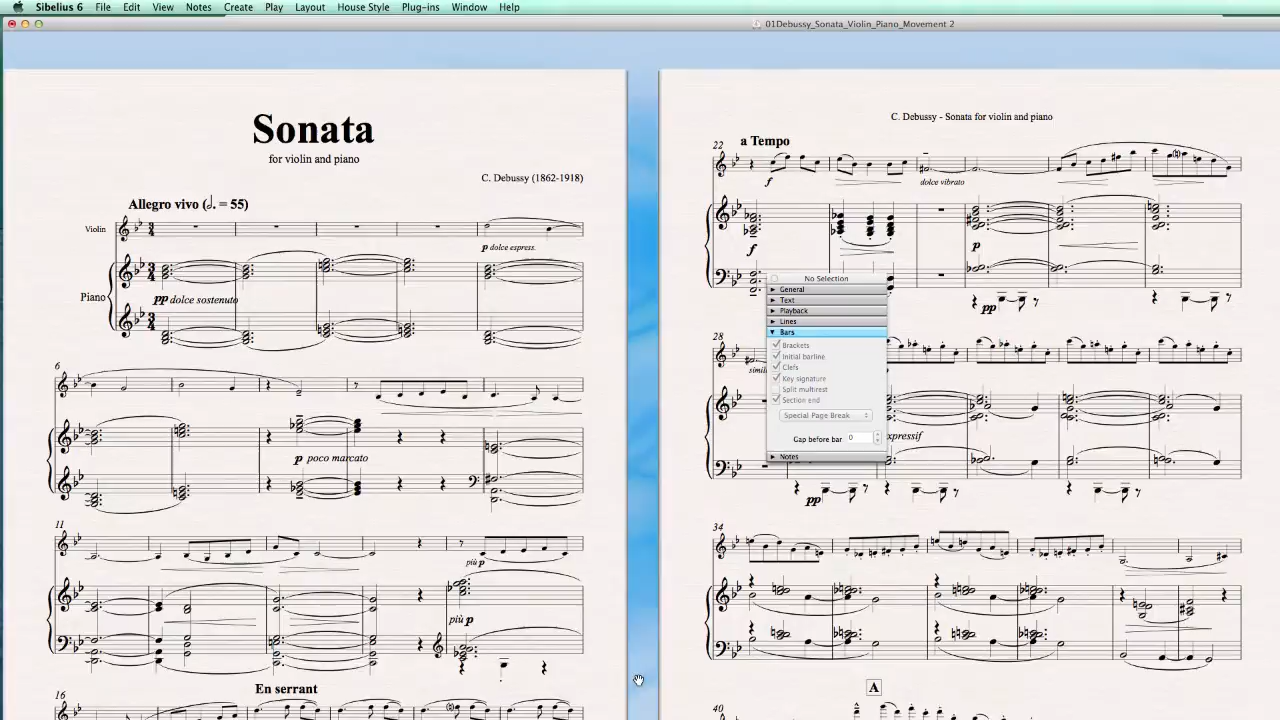 Sibelius 6 File Edit View Notes Create Play Layout House Style Plug-ins Window Help
01Debussy_Sonata_Violin_Piano_Movement 2
Sonata
for violin and piano
C. Debussy (1862-1918)
Allegro vivo (𝅗𝅥. = 55)
Violin
p dolce espress.
Piano
pp dolce sostenuto
6
p poco marcato
11
più p
più p
16
En serrant
C. Debussy - Sonata for violin and piano
22
a Tempo
f
dolce vibrato
f
p
pp
No Selection
General
Text
Playback
Lines
Bars
Brackets
Initial barline
Clefs
Key signature
Split multirest
Section end
Special Page Break
Gap before bar 0
Notes
28
pp
34
A
40